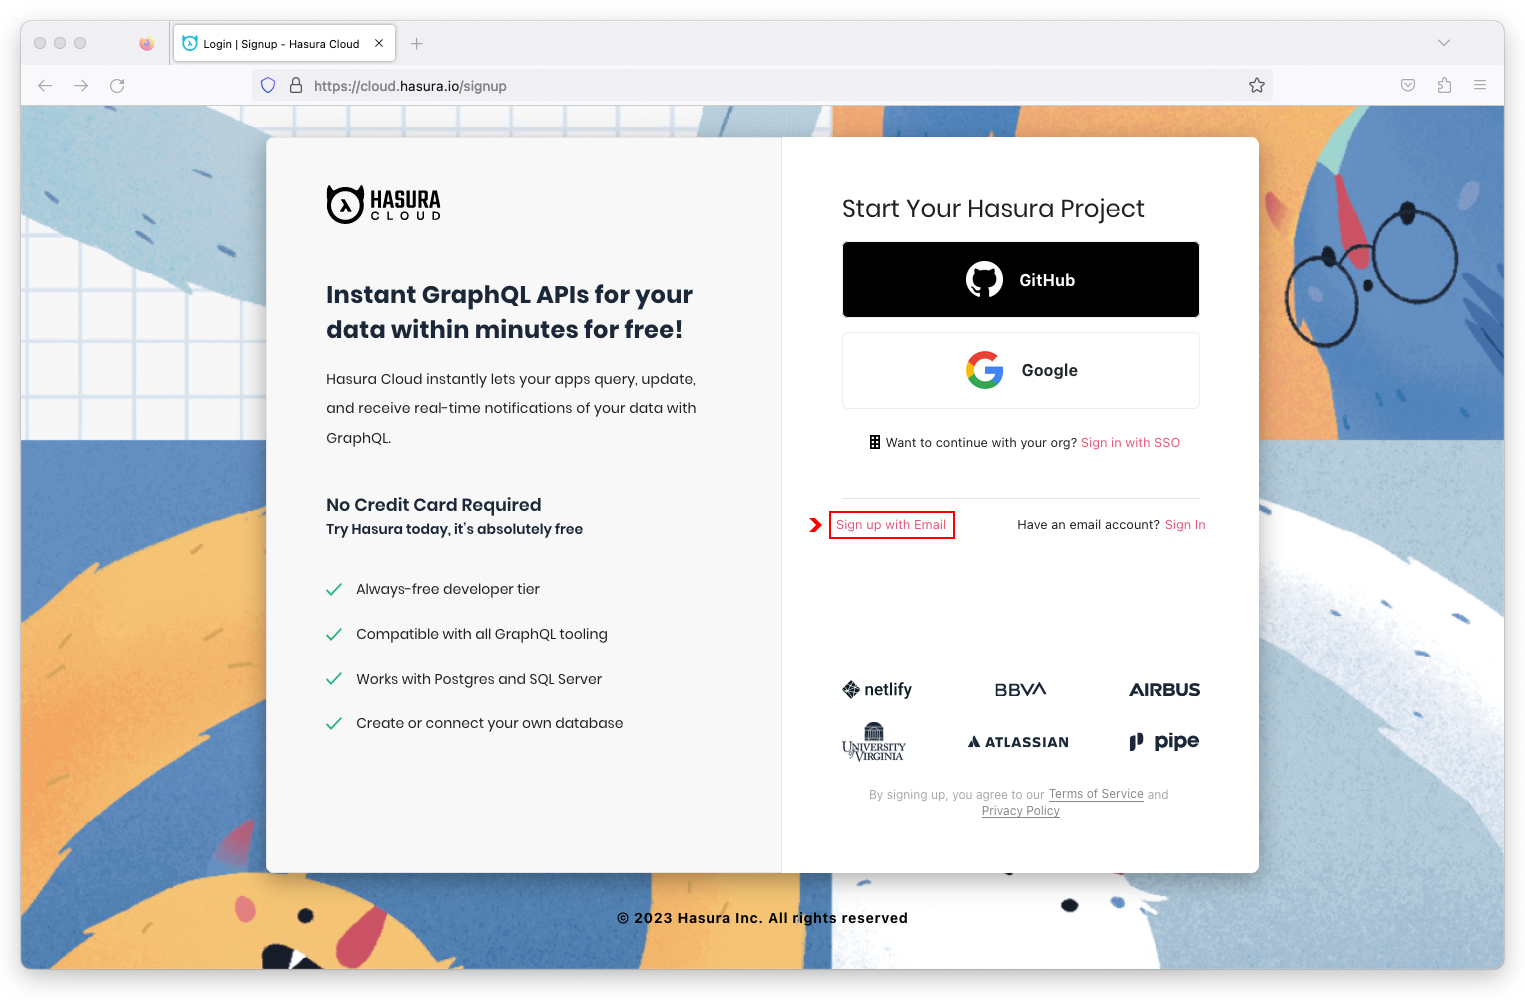 Login | Signup - Hasura Cloud
https://cloud.hasura.io/signup
HASURA
CLOUD
Instant GraphQL APIs for your
data within minutes for free!
Hasura Cloud instantly lets your apps query, update,
and receive real-time notifications of your data with
GraphQL.
No Credit Card Required
Try Hasura today, it's absolutely free
Always-free developer tier
Compatible with all GraphQL tooling
Works with Postgres and SQL Server
Create or connect your own database
Start Your Hasura Project
GitHub
Google
Want to continue with your org? Sign in with SSO
Sign up with Email
Have an email account? Sign In
netlify
BBVA
AIRBUS
UNIVERSITY
of VIRGINIA
ATLASSIAN
pipe
By signing up, you agree to our Terms of Service and
Privacy Policy
© 2023 Hasura Inc. All rights reserved